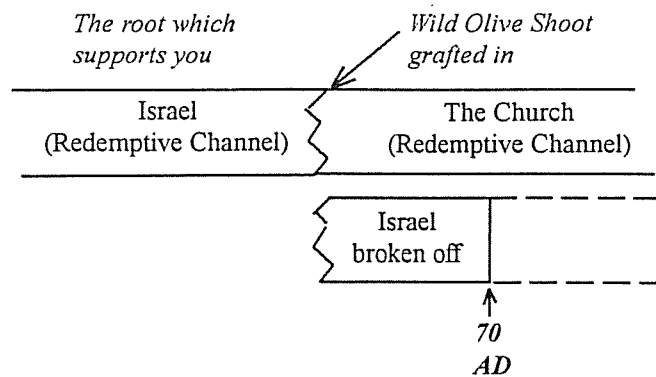 The root which
supports you
Wild Olive Shoot
grafted in
Israel
(Redemptive Channel)
The Church
(Redemptive Channel)
Israel
broken off
70
AD